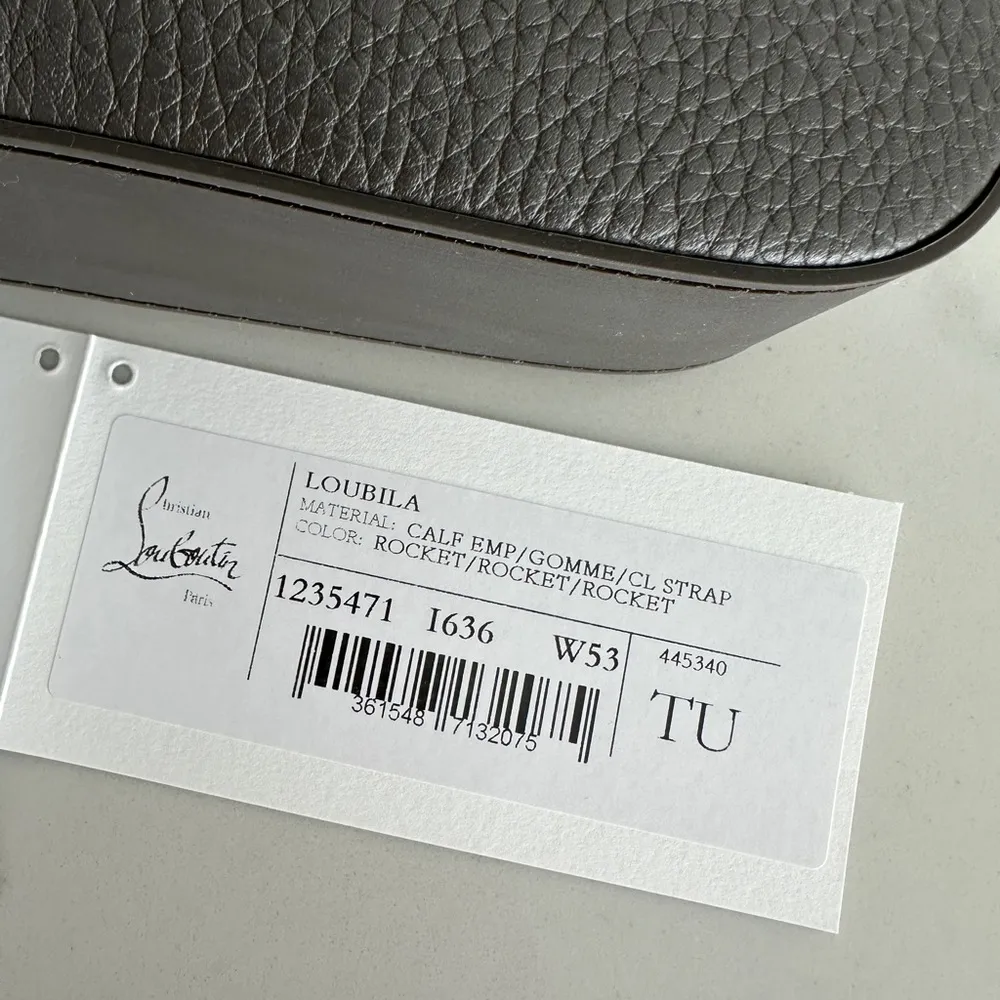 Christian
Louboutin
Paris
LOUBILA
MATERIAL: CALF EMP/GOMME/CL STRAP
COLOR: ROCKET/ROCKET/ROCKET
1235471 I636 W53
445340
TU
361548 7132075